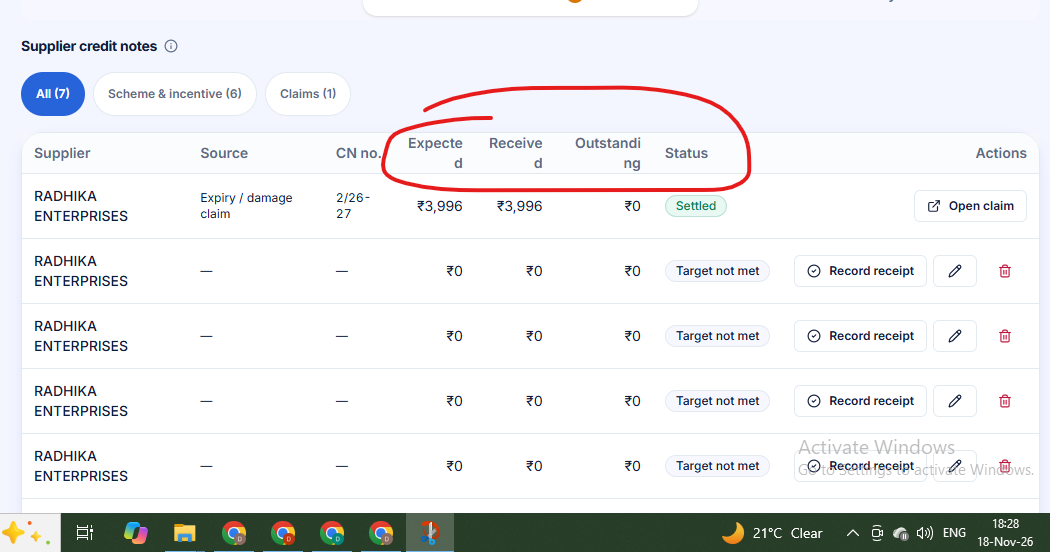 Supplier credit notes
All (7) Scheme & incentive (6) Claims (1)
Supplier Source CN no. Expecte Receive Outstandi Status Actions
d d ng
RADHIKA Expiry / damage 2/26- ₹3,996 ₹3,996 ₹0 Settled Open claim
ENTERPRISES claim 27
RADHIKA — — ₹0 ₹0 ₹0 Target not met Record receipt
ENTERPRISES
RADHIKA — — ₹0 ₹0 ₹0 Target not met Record receipt
ENTERPRISES
RADHIKA — — ₹0 ₹0 ₹0 Target not met Record receipt
ENTERPRISES
RADHIKA — — ₹0 ₹0 ₹0 Target not met Record receipt
ENTERPRISES
Activate Windows
Go to Settings to activate Windows.
21°C Clear ENG 18:28
18-Nov-26